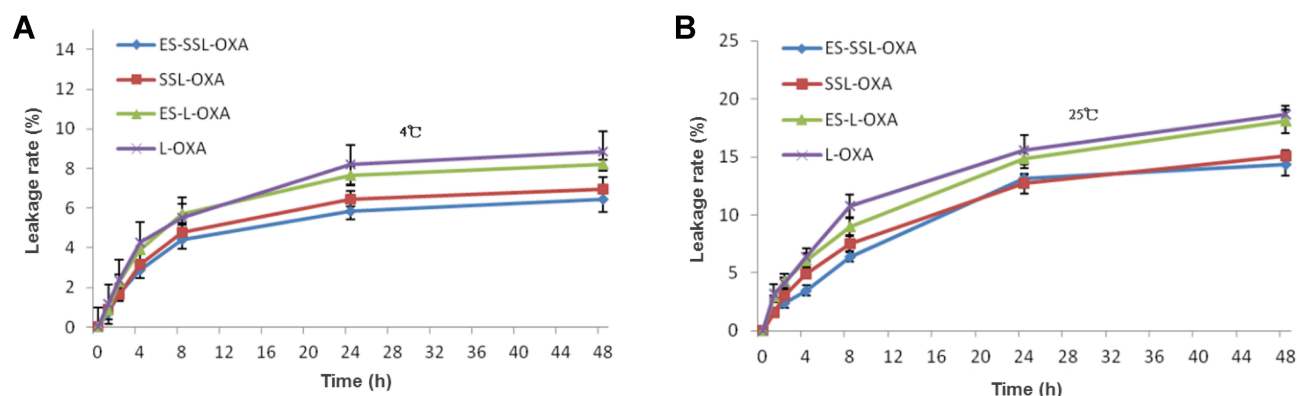 A
B
Leakage rate (%)
14
12
10
8
6
4
2
0
ES-SSL-OXA
SSL-OXA
ES-L-OXA
L-OXA
4℃
0 4 8 12 16 20 24 28 32 36 40 44 48
Time (h)
Leakage rate (%)
25
20
15
10
5
0
ES-SSL-OXA
SSL-OXA
ES-L-OXA
L-OXA
25℃
0 4 8 12 16 20 24 28 32 36 40 44 48
Time (h)